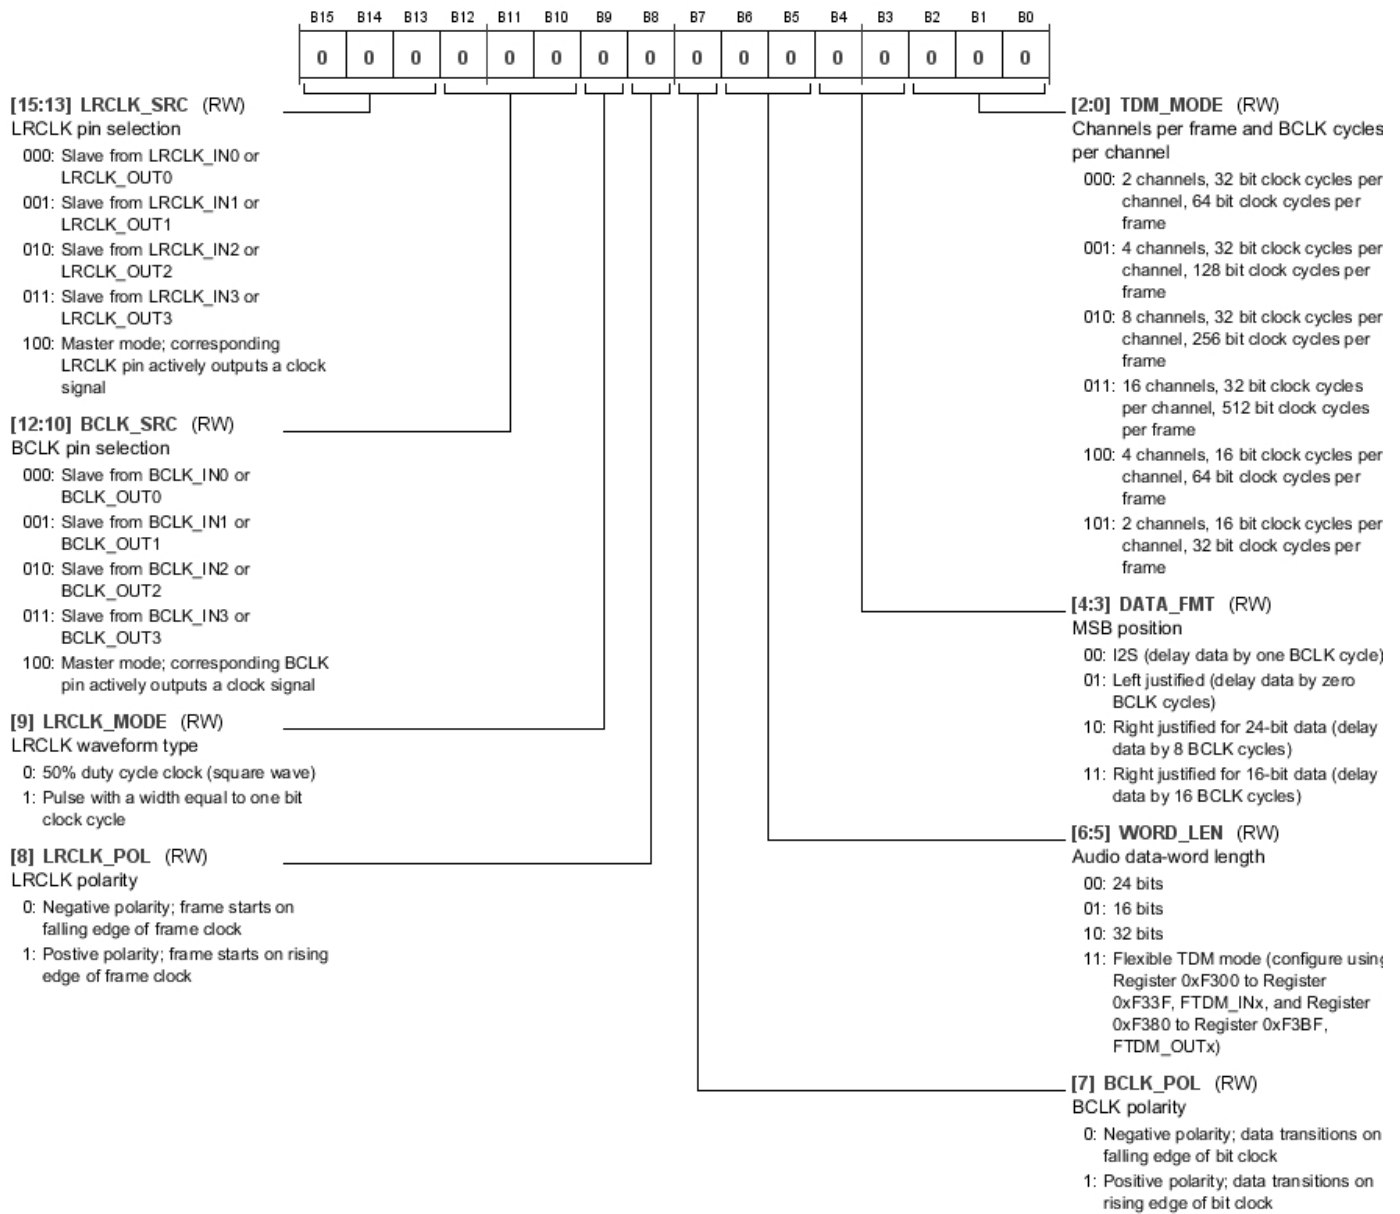 B15 B14 B13 B12 B11 B10 B9 B8 B7 B6 B5 B4 B3 B2 B1 B0
0 0 0 0 0 0 0 0 0 0 0 0 0 0 0 0
[15:13] LRCLK_SRC (RW)
LRCLK pin selection
000: Slave from LRCLK_IN0 or
LRCLK_OUT0
001: Slave from LRCLK_IN1 or
LRCLK_OUT1
010: Slave from LRCLK_IN2 or
LRCLK_OUT2
011: Slave from LRCLK_IN3 or
LRCLK_OUT3
100: Master mode; corresponding
LRCLK pin actively outputs a clock
signal
[12:10] BCLK_SRC (RW)
BCLK pin selection
000: Slave from BCLK_IN0 or
BCLK_OUT0
001: Slave from BCLK_IN1 or
BCLK_OUT1
010: Slave from BCLK_IN2 or
BCLK_OUT2
011: Slave from BCLK_IN3 or
BCLK_OUT3
100: Master mode; corresponding BCLK
pin actively outputs a clock signal
[9] LRCLK_MODE (RW)
LRCLK waveform type
0: 50% duty cycle clock (square wave)
1: Pulse with a width equal to one bit
clock cycle
[8] LRCLK_POL (RW)
LRCLK polarity
0: Negative polarity; frame starts on
falling edge of frame clock
1: Postive polarity; frame starts on rising
edge of frame clock
[2:0] TDM_MODE (RW)
Channels per frame and BCLK cycles
per channel
000: 2 channels, 32 bit clock cycles per
channel, 64 bit clock cycles per
frame
001: 4 channels, 32 bit clock cycles per
channel, 128 bit clock cycles per
frame
010: 8 channels, 32 bit clock cycles per
channel, 256 bit clock cycles per
frame
011: 16 channels, 32 bit clock cycles
per channel, 512 bit clock cycles
per frame
100: 4 channels, 16 bit clock cycles per
channel, 64 bit clock cycles per
frame
101: 2 channels, 16 bit clock cycles per
channel, 32 bit clock cycles per
frame
[4:3] DATA_FMT (RW)
MSB position
00: I2S (delay data by one BCLK cycle)
01: Left justified (delay data by zero
BCLK cycles)
10: Right justified for 24-bit data (delay
data by 8 BCLK cycles)
11: Right justified for 16-bit data (delay
data by 16 BCLK cycles)
[6:5] WORD_LEN (RW)
Audio data-word length
00: 24 bits
01: 16 bits
10: 32 bits
11: Flexible TDM mode (configure using
Register 0xF300 to Register
0xF33F, FTDM_INx, and Register
0xF380 to Register 0xF3BF,
FTDM_OUTx)
[7] BCLK_POL (RW)
BCLK polarity
0: Negative polarity; data transitions on
falling edge of bit clock
1: Positive polarity; data transitions on
rising edge of bit clock